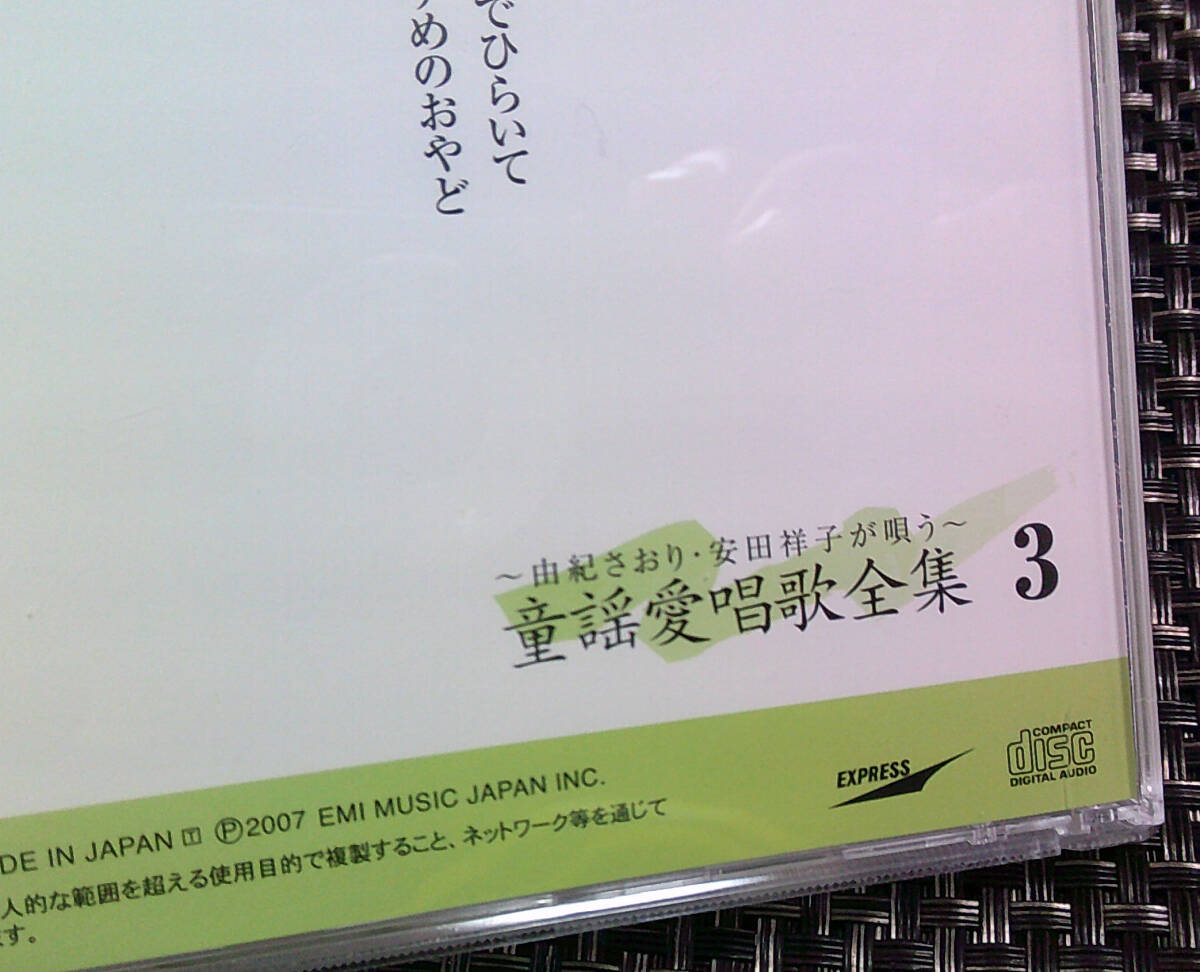 でひらいて
めのおやど
～由紀さおり・安田祥子が唄う～
童謡愛唱歌全集 3
DE IN JAPAN Y Ⓟ2007 EMI MUSIC JAPAN INC.
人的な範囲を超える使用目的で複製すること、ネットワーク等を通じて
ます。
EXPRESS
COMPACT
disc
DIGITAL AUDIO